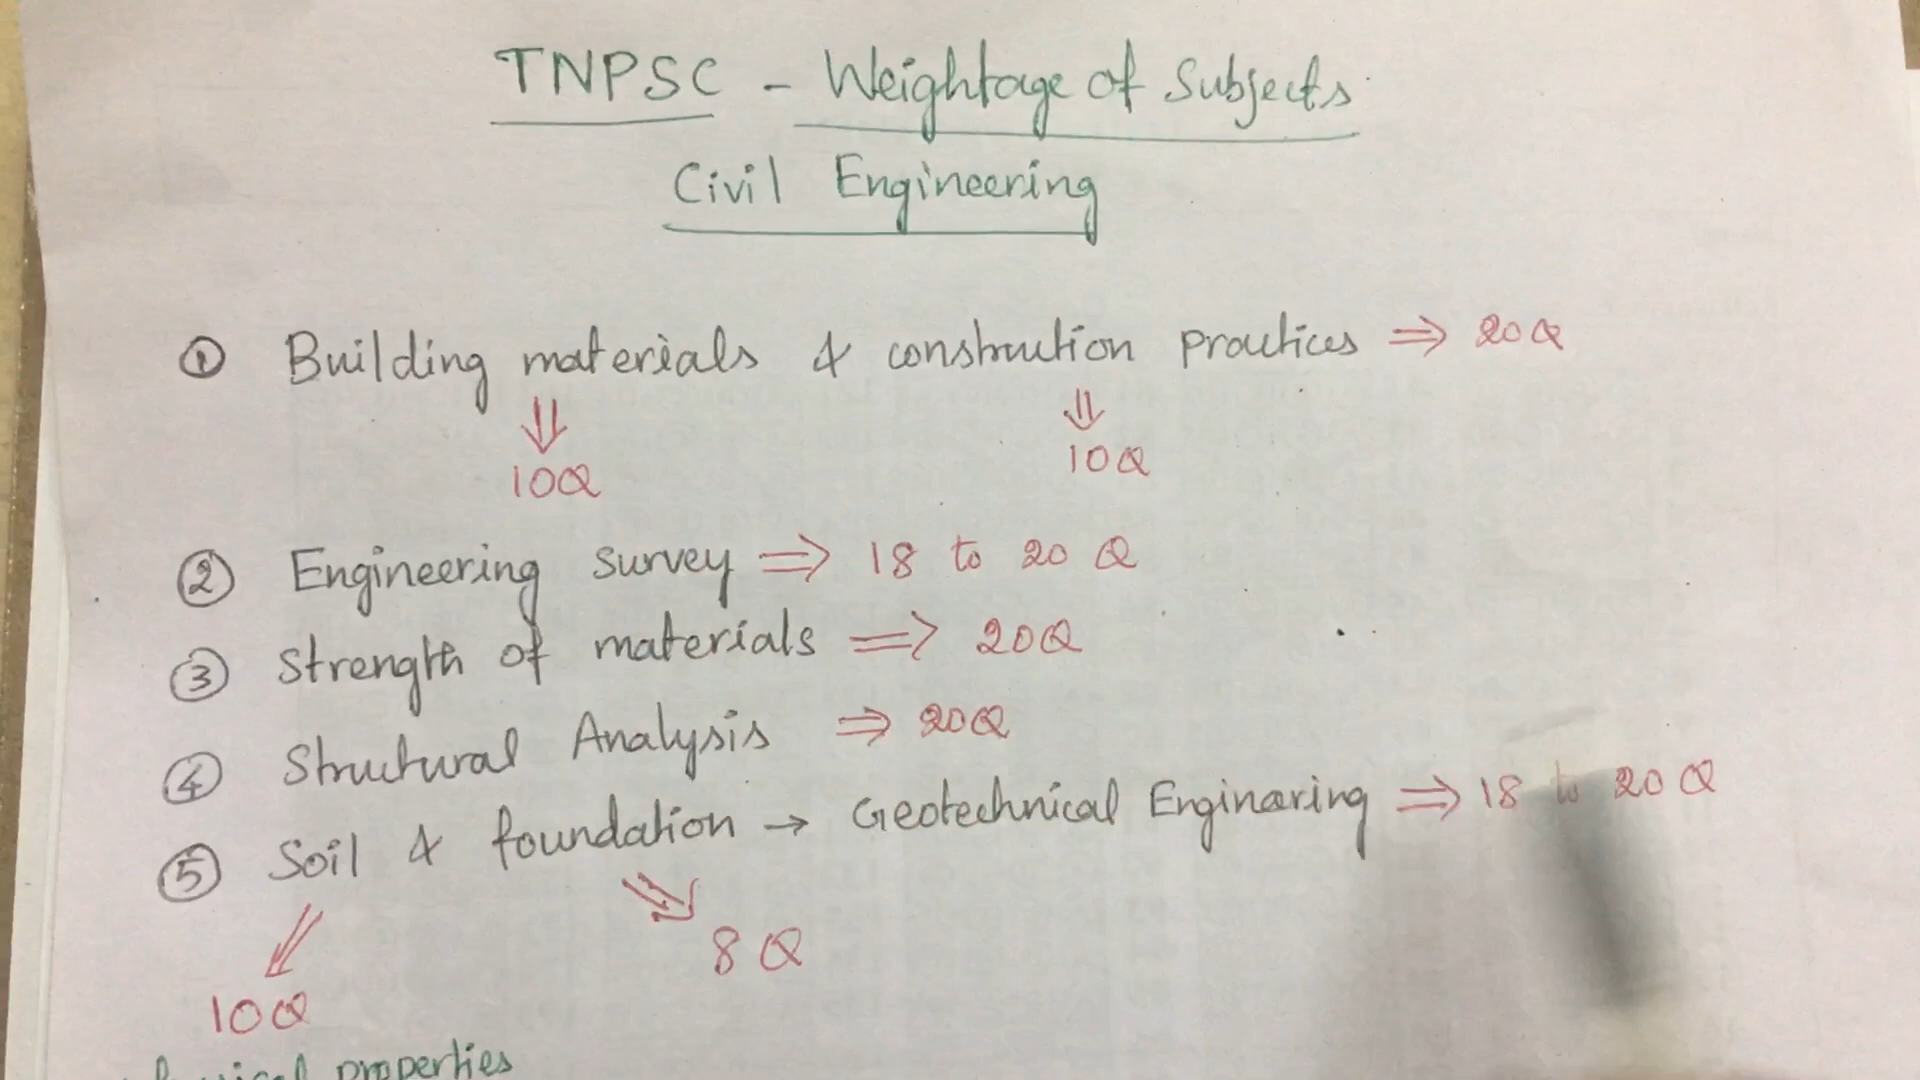 TNPSC - Weightage of Subjects
Civil Engineering
① Building materials & construction practices ⇒ 20Q
⇓ ⇓
10Q 10Q
② Engineering survey ⇒ 18 to 20 Q
③ Strength of materials ⇒ 20Q
④ Structural Analysis ⇒ 20Q
⑤ Soil & foundation → Geotechnical Engineering ⇒ 18 to 20 Q
8 Q
10Q
properties